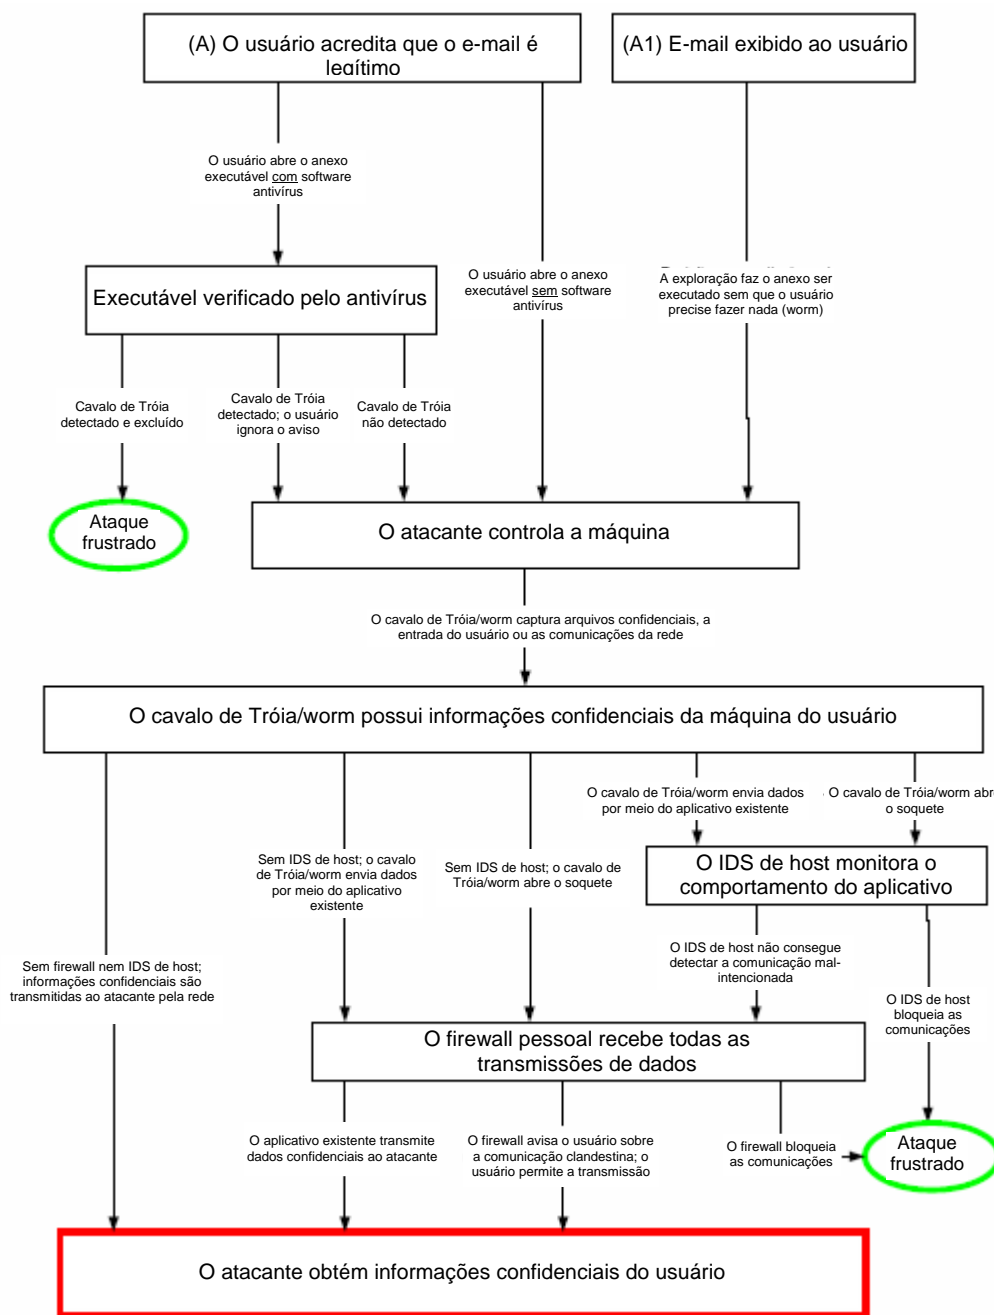 (A) O usuário acredita que o e-mail é
legítimo
(A1) E-mail exibido ao usuário
O usuário abre o anexo
executável com software
antivírus
O usuário abre o anexo
executável sem software
antivírus
A exploração faz o anexo ser
executado sem que o usuário
precise fazer nada (worm)
Executável verificado pelo antivírus
Cavalo de Tróia
detectado e excluído
Cavalo de Tróia
detectado; o usuário
ignora o aviso
Cavalo de Tróia
não detectado
Ataque
frustrado
O atacante controla a máquina
O cavalo de Tróia/worm captura arquivos confidenciais, a
entrada do usuário ou as comunicações da rede
O cavalo de Tróia/worm possui informações confidenciais da máquina do usuário
O cavalo de Tróia/worm envia dados
por meio do aplicativo existente
O cavalo de Tróia/worm abre
o soquete
Sem IDS de host; o cavalo
de Tróia/worm envia dados
por meio do aplicativo
existente
Sem IDS de host; o cavalo de
Tróia/worm abre o soquete
O IDS de host monitora o
comportamento do aplicativo
Sem firewall nem IDS de host;
informações confidenciais são
transmitidas ao atacante pela rede
O IDS de host não consegue
detectar a comunicação mal-
intencionada
O IDS de host
bloqueia as
comunicações
O firewall pessoal recebe todas as
transmissões de dados
O aplicativo existente transmite
dados confidenciais ao atacante
O firewall avisa o usuário sobre
a comunicação clandestina; o
usuário permite a transmissão
O firewall bloqueia
as comunicações
Ataque
frustrado
O atacante obtém informações confidenciais do usuário